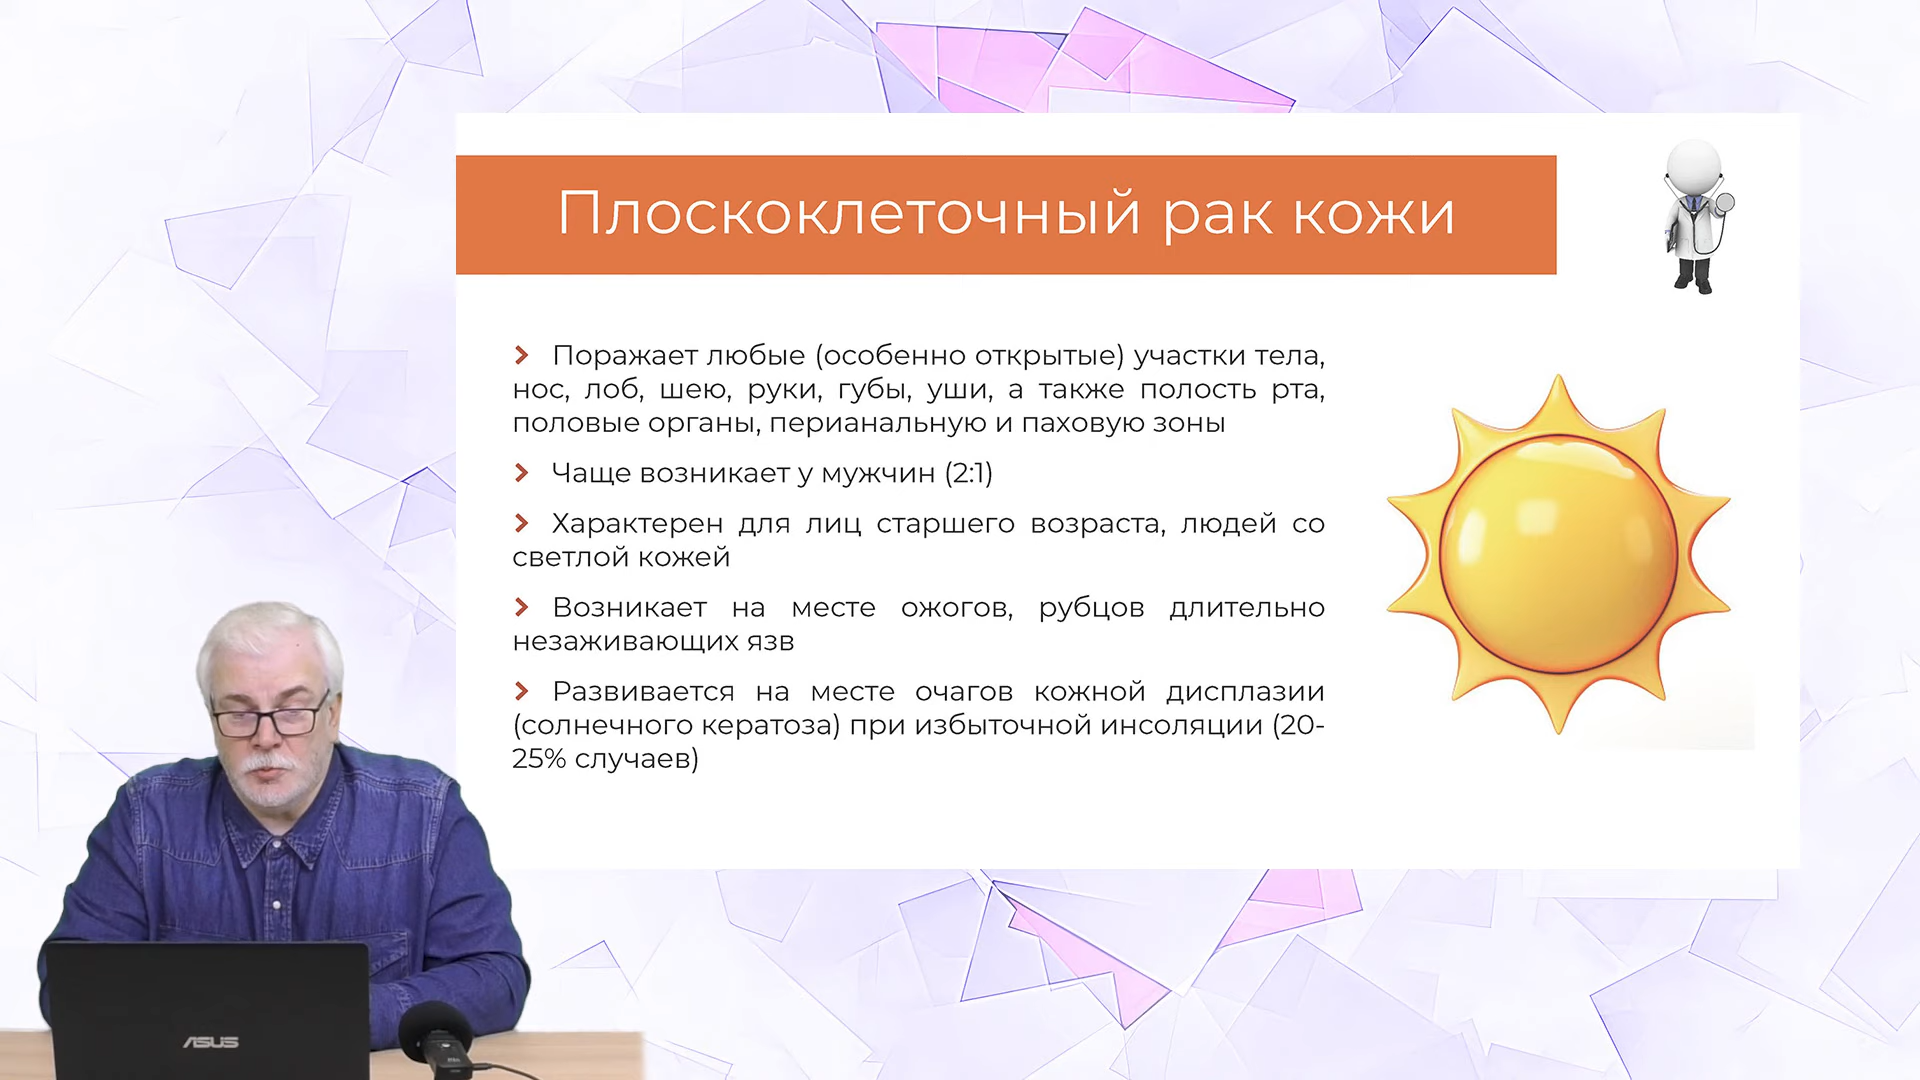 Плоскоклеточный рак кожи
Поражает любые (особенно открытые) участки тела,
нос, лоб, шею, руки, губы, уши, а также полость рта,
половые органы, перианальную и паховую зоны
Чаще возникает у мужчин (2:1)
Характерен для лиц старшего возраста, людей со
светлой кожей
Возникает на месте ожогов, рубцов длительно
незаживающих язв
Развивается на месте очагов кожной дисплазии
(солнечного кератоза) при избыточной инсоляции (20-
25% случаев)
ASUS